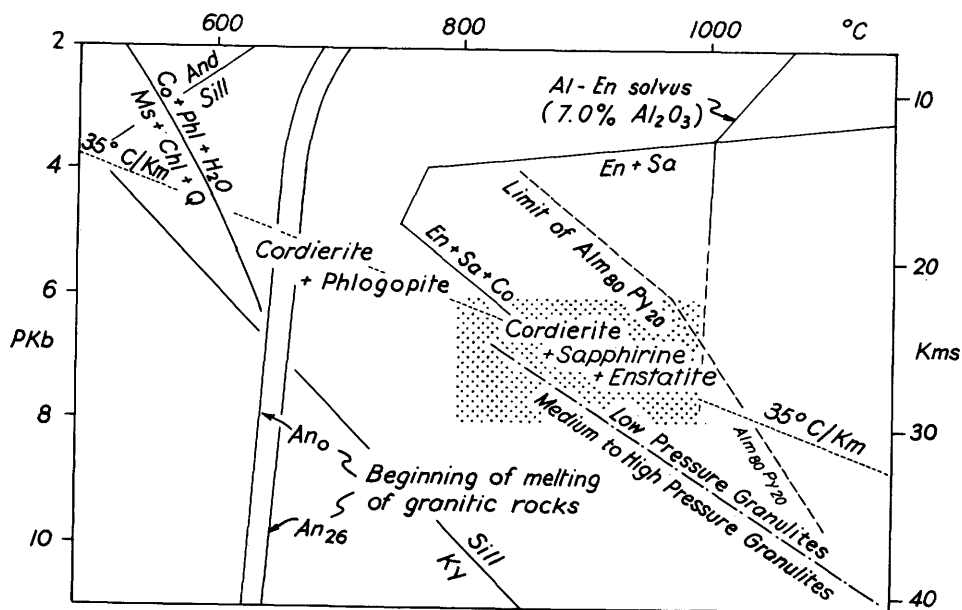 600 800 1000 °C
2
4
6
PKb
8
10
10
20
Kms
30
40
And
Sill
Co + Phl + H₂O
Ms + Chl + Q
35°C/Km
Al-En solvus
(7.0% Al₂O₃)
En + Sa
Limit of Alm₈₀ Py₂₀
En + Sa + Co
Cordierite
+ Phlogopite
Cordierite
+ Sapphirine
+ Enstatite
35°C/Km
Low Pressure Granulites
Medium to High Pressure Granulites
Alm₈₀ Py₂₀
An₀
An₂₆
Beginning of melting
of granitic rocks
Sill
Ky